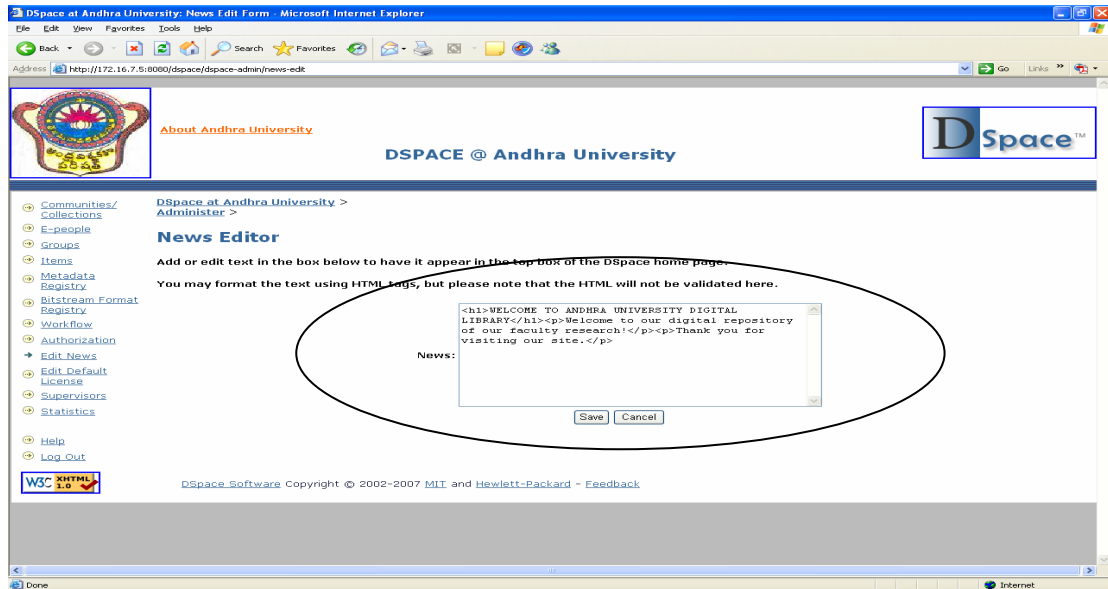 DSpace at Andhra University: News Edit Form - Microsoft Internet Explorer
File Edit View Favorites Tools Help
Back Search Favorites
Address http://172.16.7.5:8080/dspace/dspace-admin/news-edit Go Links »
About Andhra University
DSPACE @ Andhra University
DSpace™
ఆంధ్ర విశ్వకళా పరిషత్
Communities/
Collections
E-people
Groups
Items
Metadata
Registry
Bitstream Format
Registry
Workflow
Authorization
Edit News
Edit Default
License
Supervisors
Statistics
Help
Log Out
W3C XHTML 1.0
DSpace at Andhra University >
Administer >
News Editor
Add or edit text in the box below to have it appear in the top box of the DSpace home page.
You may format the text using HTML tags, but please note that the HTML will not be validated here.
News:
<h1>WELCOME TO ANDHRA UNIVERSITY DIGITAL
LIBRARY</h1><p>Welcome to our digital repository
of our faculty research!</p><p>Thank you for
visiting our site.</p>
Save Cancel
DSpace Software Copyright © 2002-2007 MIT and Hewlett-Packard - Feedback
Done Internet